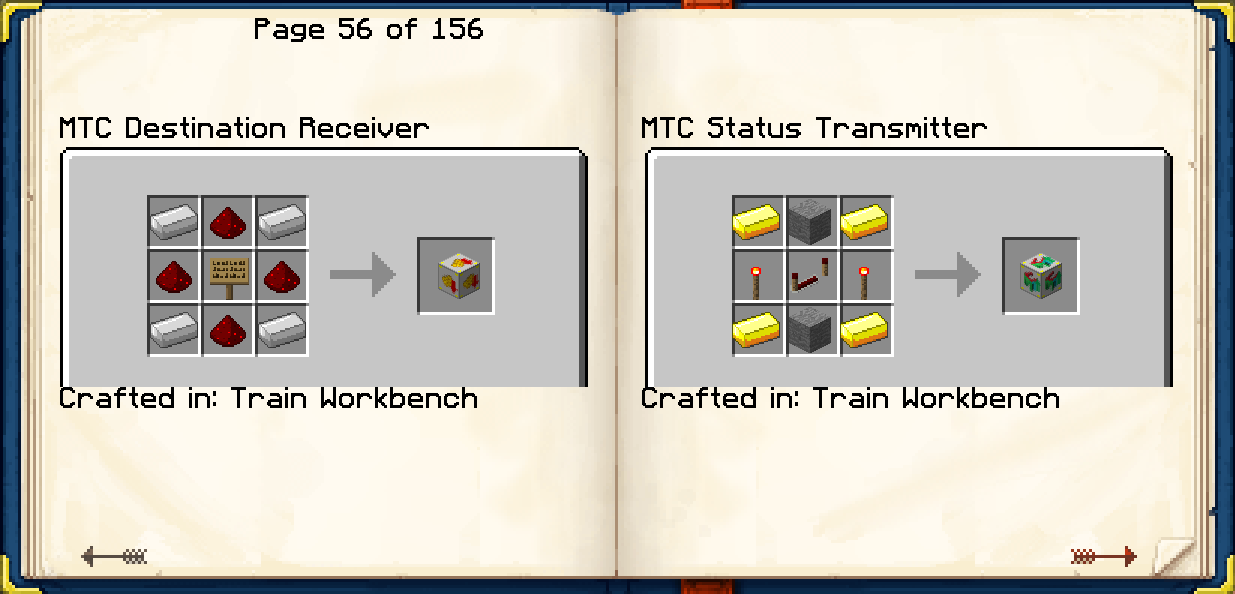 Page 56 of 156
MTC Destination Receiver
Crafted in: Train Workbench
MTC Status Transmitter
Crafted in: Train Workbench